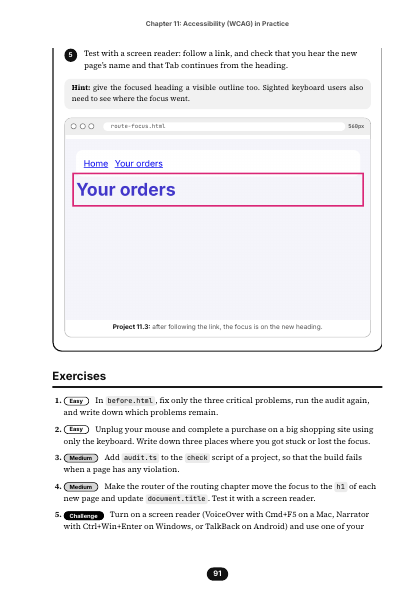 Chapter 11: Accessibility (WCAG) in Practice
5 Test with a screen reader: follow a link, and check that you hear the new
page's name and that Tab continues from the heading.
Hint: give the focused heading a visible outline too. Sighted keyboard users also
need to see where the focus went.
route-focus.html 560px
Home Your orders
Your orders
Project 11.3: after following the link, the focus is on the new heading.
Exercises
1. Easy In before.html, fix only the three critical problems, run the audit again,
and write down which problems remain.
2. Easy Unplug your mouse and complete a purchase on a big shopping site using
only the keyboard. Write down three places where you got stuck or lost the focus.
3. Medium Add audit.ts to the check script of a project, so that the build fails
when a page has any violation.
4. Medium Make the router of the routing chapter move the focus to the h1 of each
new page and update document.title. Test it with a screen reader.
5. Challenge Turn on a screen reader (VoiceOver with Cmd+F5 on a Mac, Narrator
with Ctrl+Win+Enter on Windows, or TalkBack on Android) and use one of your
91